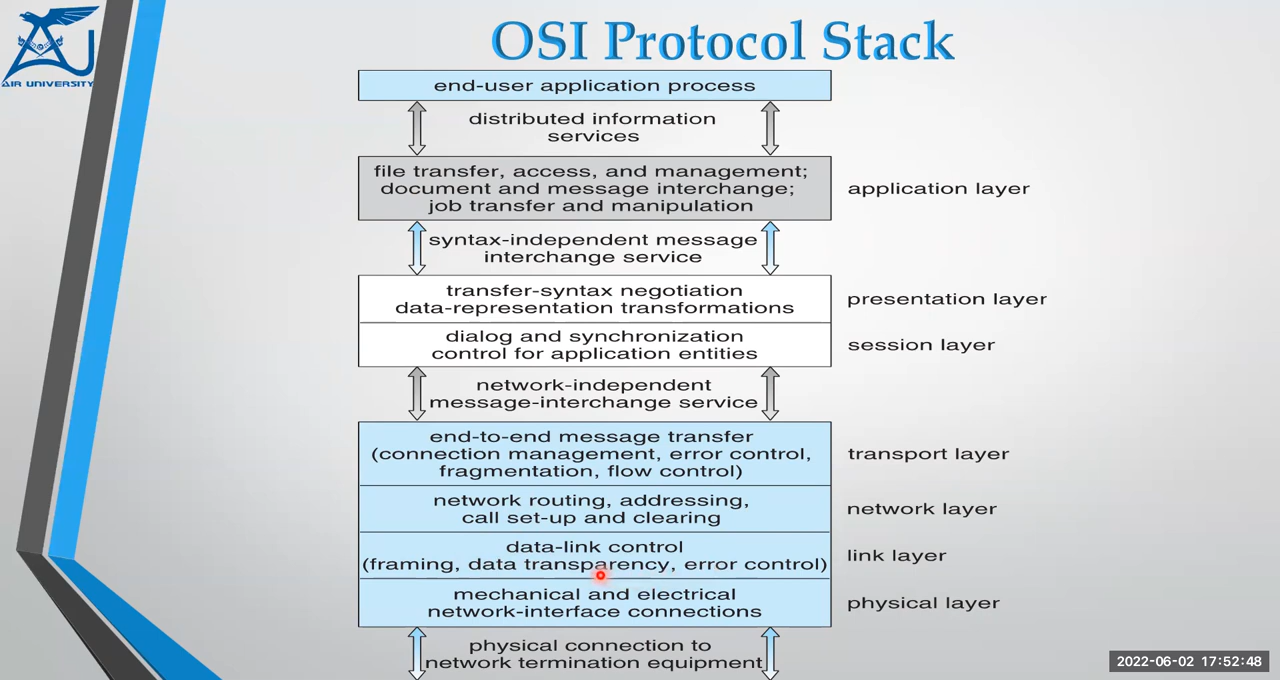 OSI Protocol Stack
AIR UNIVERSITY
end-user application process
distributed information
services
file transfer, access, and management;
document and message interchange;
job transfer and manipulation
application layer
syntax-independent message
interchange service
transfer-syntax negotiation
data-representation transformations
presentation layer
dialog and synchronization
control for application entities
session layer
network-independent
message-interchange service
end-to-end message transfer
(connection management, error control,
fragmentation, flow control)
transport layer
network routing, addressing,
call set-up and clearing
network layer
data-link control
(framing, data transparency, error control)
link layer
mechanical and electrical
network-interface connections
physical layer
physical connection to
network termination equipment
2022-06-02 17:52:48